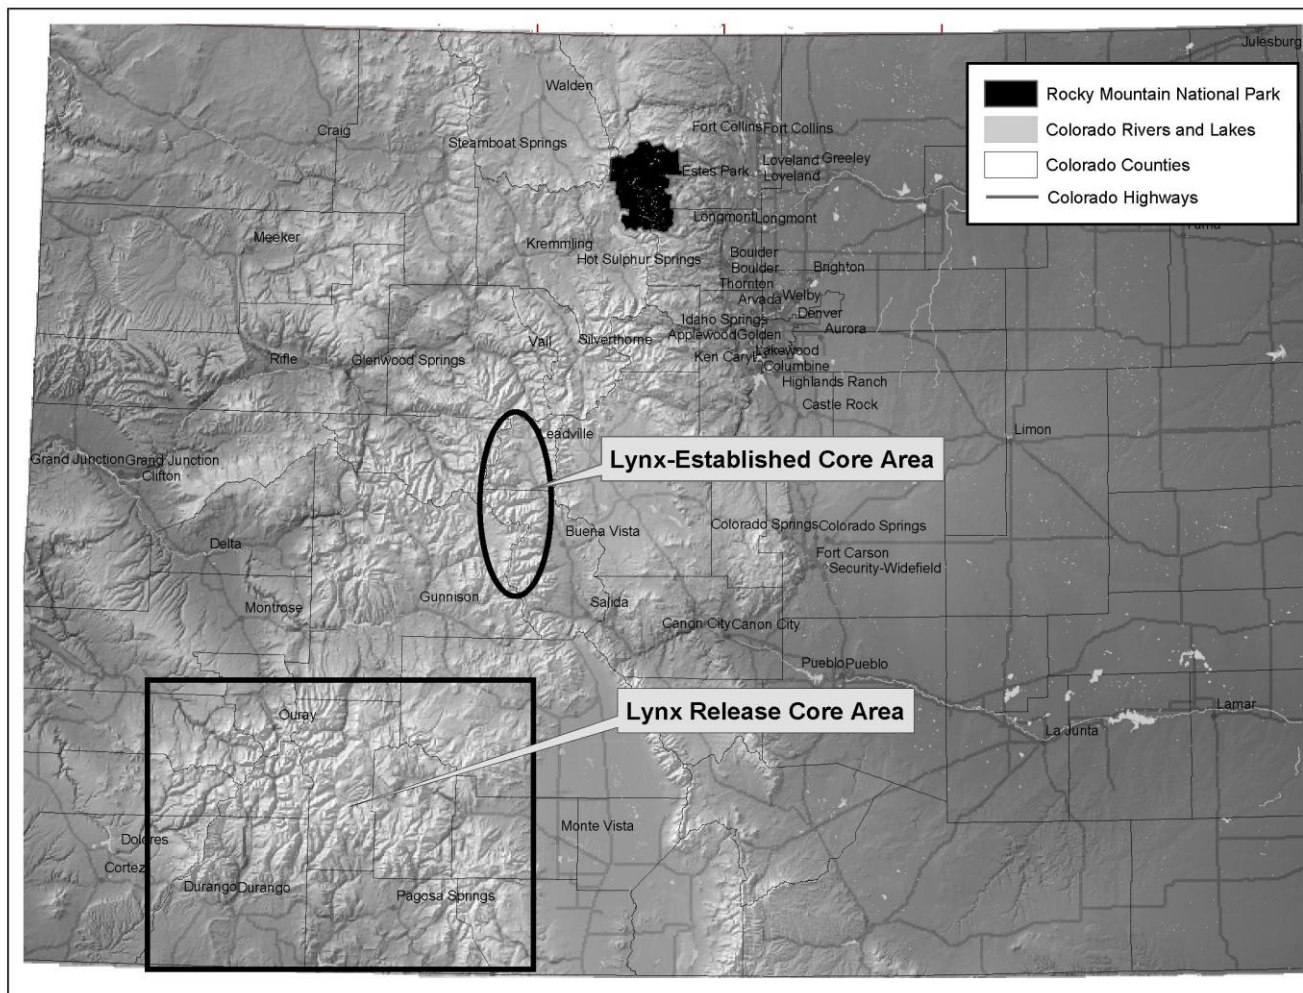 Julesburg
Rocky Mountain National Park
Colorado Rivers and Lakes
Colorado Counties
Colorado Highways
Walden
Craig
Steamboat Springs
Fort Collins
Fort Collins
Loveland
Greeley
Estes Park
Loveland
Longmont
Longmont
Meeker
Kremmling
Hot Sulphur Springs
Boulder
Boulder
Brighton
Thornton
Arvada
Welby
Idaho Springs
Denver
Applewood
Golden
Aurora
Vail
Silverthorne
Rifle
Glenwood Springs
Ken Caryl
Lakewood
Columbine
Highlands Ranch
Castle Rock
Limon
eadville
Lynx-Established Core Area
Grand Junction
Grand Junction
Clifton
Delta
Buena Vista
Colorado Springs
Colorado Springs
Fort Carson
Security-Widefield
Montrose
Gunnison
Salida
Canon City
Canon City
Pueblo
Pueblo
Ouray
Lynx Release Core Area
Lamar
La Junta
Monte Vista
Dolores
Cortez
Durango
Durango
Pagosa Springs